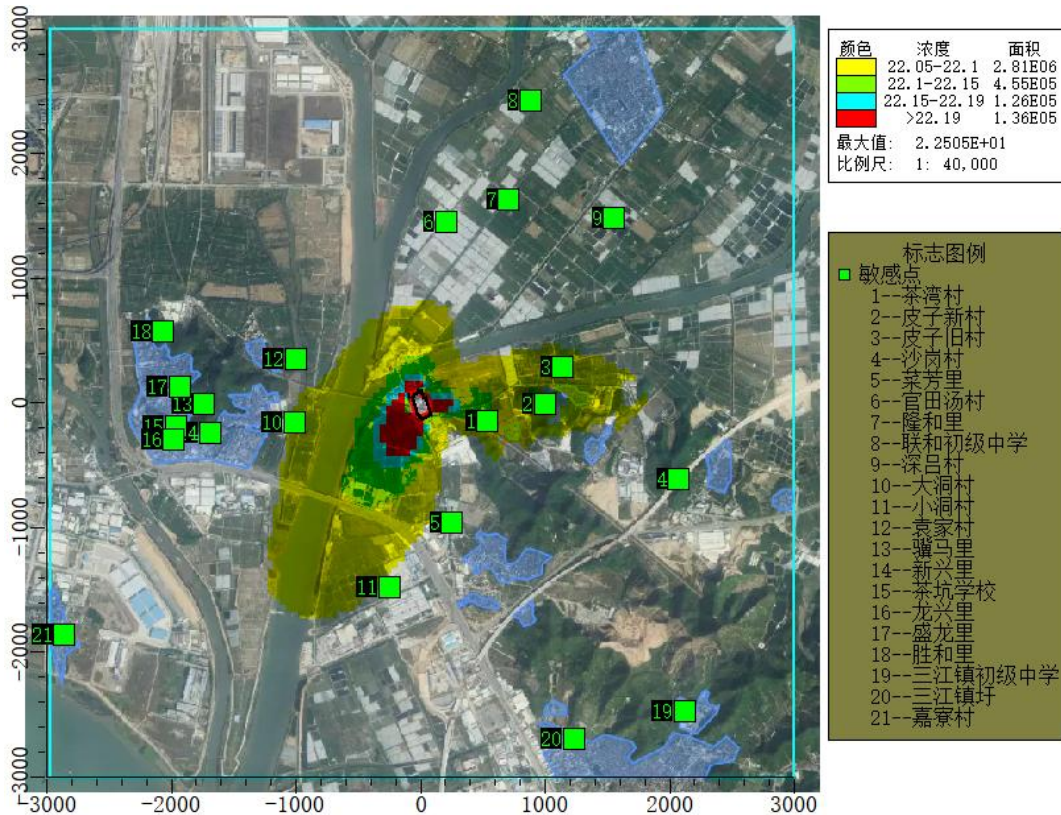 颜色 浓度 面积
22.05-22.1 2.81E06
22.1-22.15 4.55E05
22.15-22.19 1.26E05
>22.19 1.36E05
最大值: 2.2505E+01
比例尺: 1: 40,000
标志图例
敏感点
1--茶湾村
2--皮子新村
3--皮子旧村
4--沙岗村
5--菜芳里
6--官田汤村
7--隆和里
8--联和初级中学
9--深吕村
10--大洞村
11--小洞村
12--袁家村
13--骥马里
14--新兴里
15--茶坑学校
16--龙兴里
17--盛龙里
18--胜和里
19--三江镇初级中学
20--三江镇圩
21--嘉寮村
3000
2000
1000
0
-1000
-2000
-3000
8
7
6
9
18
12
3
17
13
2
10
1
15
14
16
4
5
11
21
19
20
-3000 -2000 -1000 0 1000 2000 3000